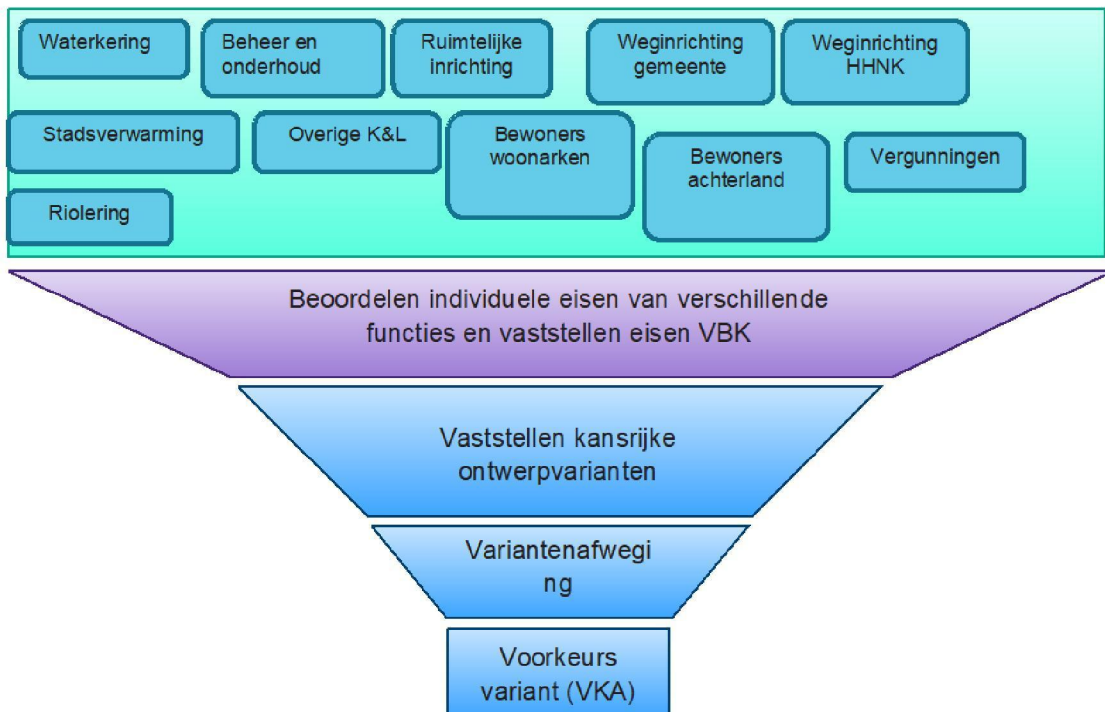 Waterkering
Beheer en
onderhoud
Ruimtelijke
inrichting
Weginrichting
gemeente
Weginrichting
HHNK
Stadsverwarming
Overige K&L
Bewoners
woonarken
Bewoners
achterland
Vergunningen
Riolering
Beoordelen individuele eisen van verschillende
functies en vaststellen eisen VBK
Vaststellen kansrijke
ontwerpvarianten
Variantenafwegi
ng
Voorkeurs
variant (VKA)